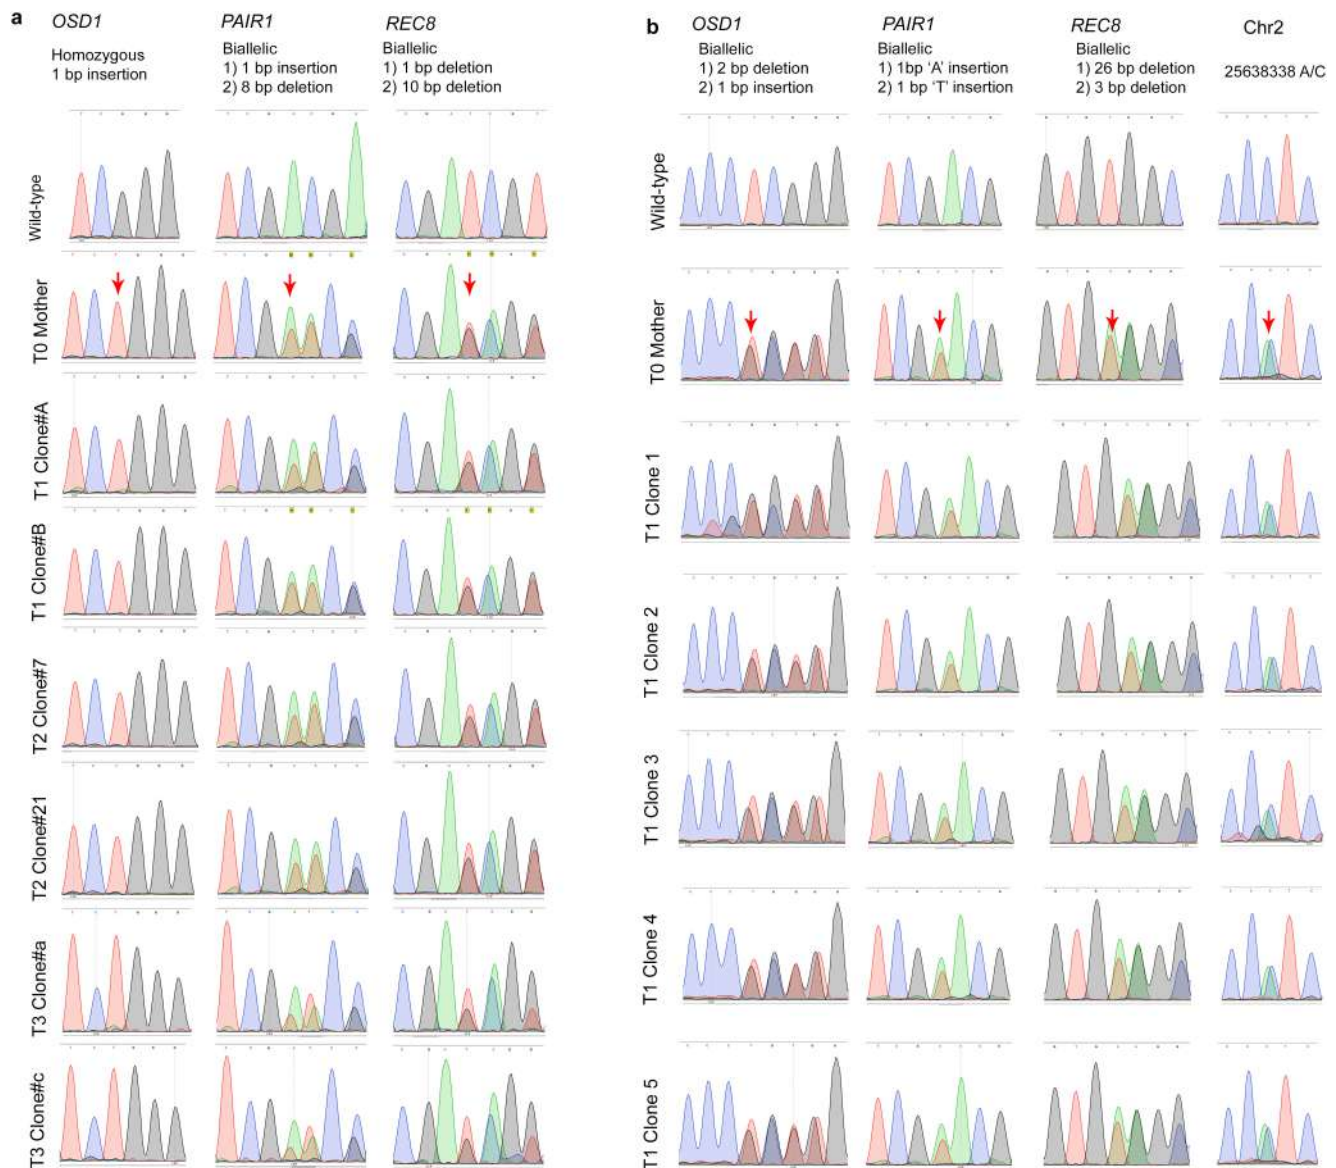 a
OSD1
PAIR1
REC8
Homozygous
1 bp insertion
Biallelic
1) 1 bp insertion
2) 8 bp deletion
Biallelic
1) 1 bp deletion
2) 10 bp deletion
Wild-type
T0 Mother
T1 Clone#A
T1 Clone#B
T2 Clone#7
T2 Clone#21
T3 Clone#a
T3 Clone#c
b
OSD1
PAIR1
REC8
Chr2
Biallelic
1) 2 bp deletion
2) 1 bp insertion
Biallelic
1) 1bp ‘A’ insertion
2) 1 bp ‘T’ insertion
Biallelic
1) 26 bp deletion
2) 3 bp deletion
25638338 A/C
Wild-type
T0 Mother
T1 Clone 1
T1 Clone 2
T1 Clone 3
T1 Clone 4
T1 Clone 5